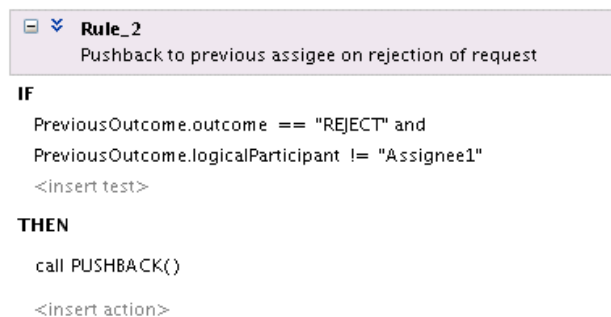 Rule_2
Pushback to previous assigee on rejection of request
IF
PreviousOutcome.outcome == "REJECT" and
PreviousOutcome.logicalParticipant != "Assignee1"
<insert test>
THEN
call PUSHBACK()
<insert action>